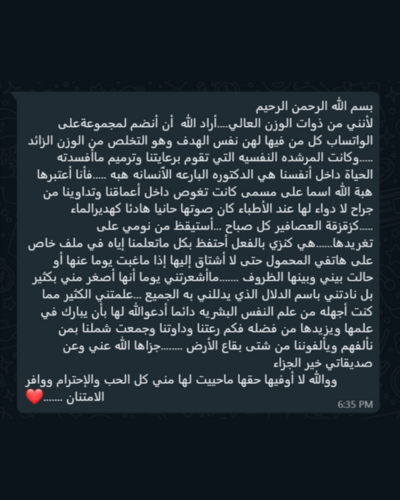 بسم الله الرحمن الرحيم
لأنني من ذوات الوزن العالي....أراد الله أن أنضم لمجموعةعلى
الواتساب كل من فيها لهن نفس الهدف وهو التخلص من الوزن الزائد
.....وكانت المرشده النفسيه التي تقوم برعايتنا وترميم ماأفسدته
الحياة داخل أنفسنا هي الدكتوره البارعه الأنسانه هبه .....فأنا أعتبرها
هبة الله اسما على مسمى كانت تغوص داخل أعماقنا وتداوينا من
جراح لا دواء لها عند الأطباء كان صوتها حانيا هادئا كهديرالماء
.....كزقزقة العصافير كل صباح ...أستيقظ من نومي على
تغريدها......هي كنزي بالفعل أحتفظ بكل ماتعلمنا إياه في ملف خاص
على هاتفي المحمول حتى لا أشتاق إليها إذا ماغبت يوما عنها أو
حالت بيني وبينها الظروف .......ماأشعرتني يوما أنها أصغر مني بكثير
بل نادتني باسم الدلال الذي يدللني به الجميع ...علمتني الكثير مما
كنت أجهله من علم النفس البشريه دائما أدعوالله لها بأن يبارك في
علمها ويزيدها من فضله فكم رعتنا وداوتنا وجمعت شملنا بمن
نألفهم ويألفوننا من شتى بقاع الأرض ........جزاها الله عني وعن
صديقاتي خير الجزاء
ووالله لا أوفيها حقها ماحييت لها مني كل الحب والإحترام ووافر
الامتنان .......❤️
6:35 PM